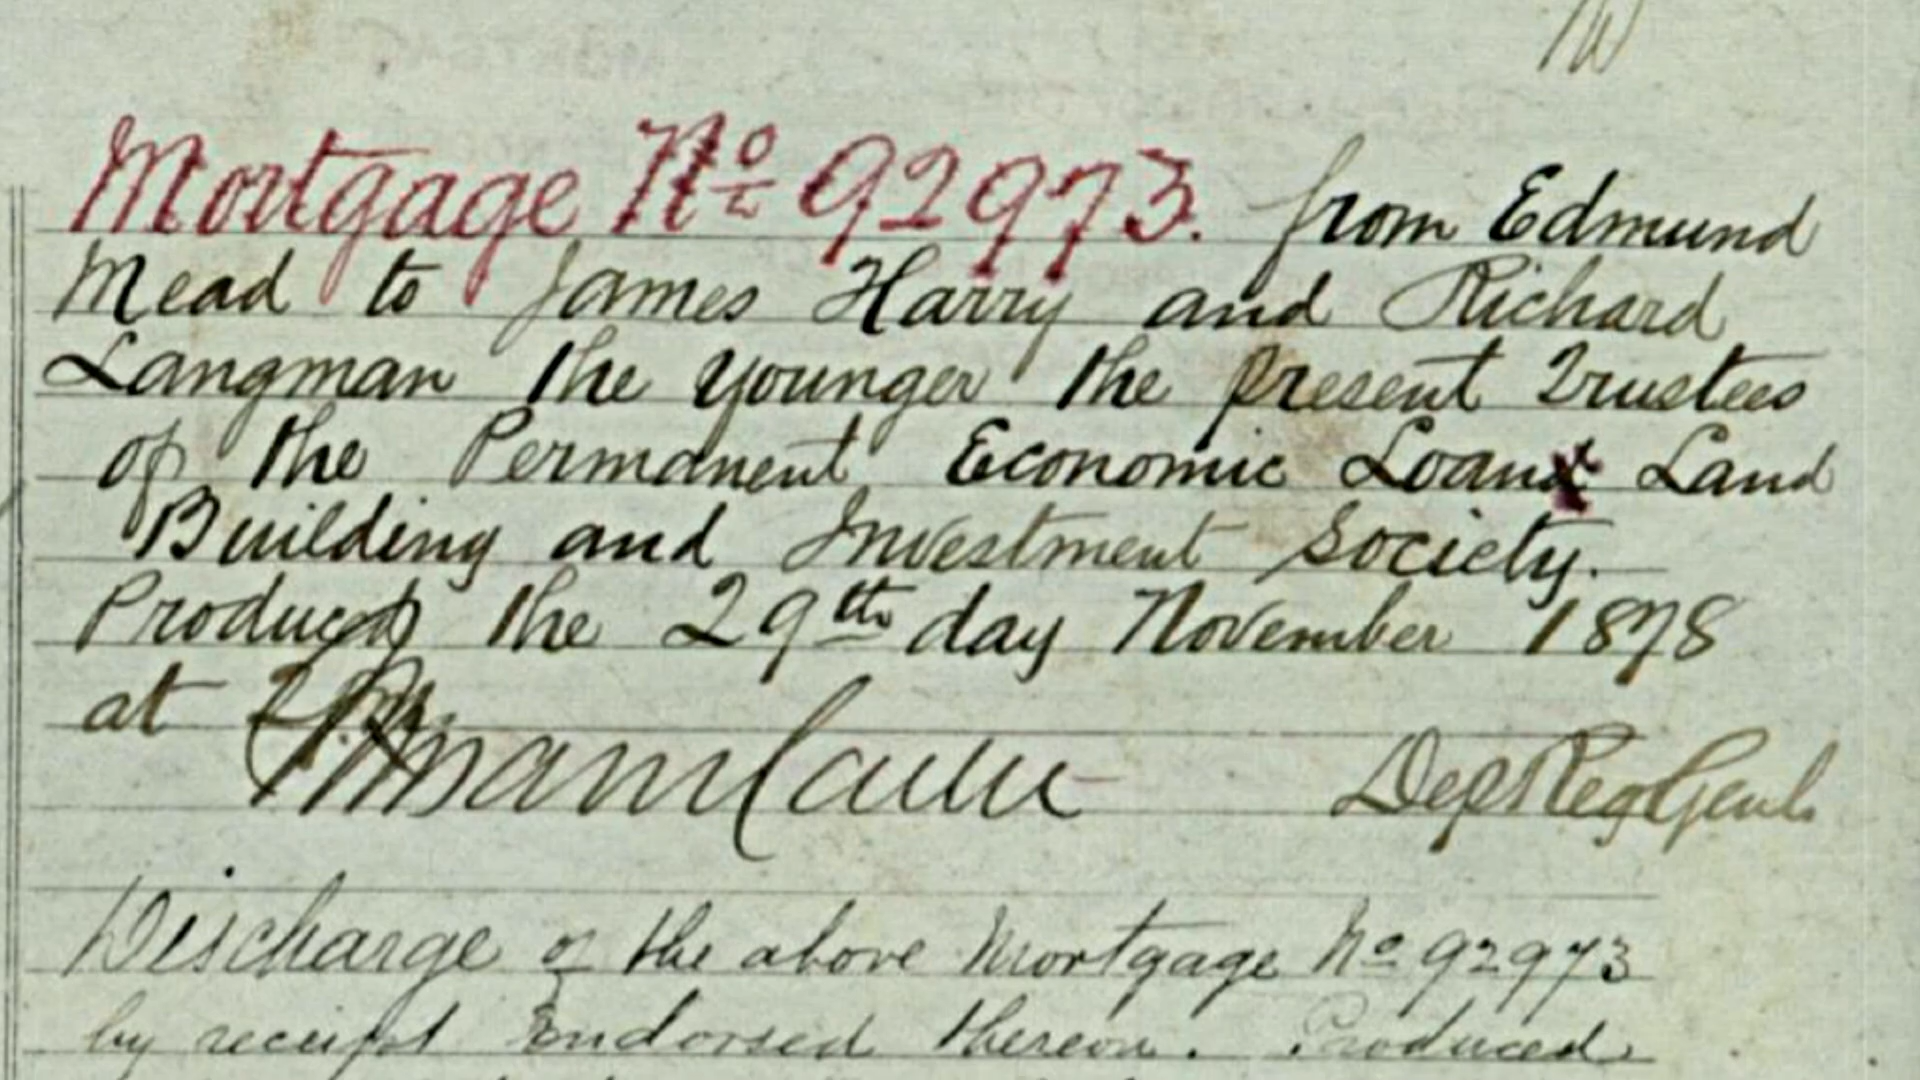 Mortgage No 92973. from Edmund
Mead to James Harry and Richard
Langman the younger the present Trustees
of the Permanent Economic Loan Land
Building and Investment Society.
Produced the 29th day November 1878
at 2 P.M.
Dep Reg Genl
Discharge of the above Mortgage No 92973
by receipt Endorsed thereon. Produced